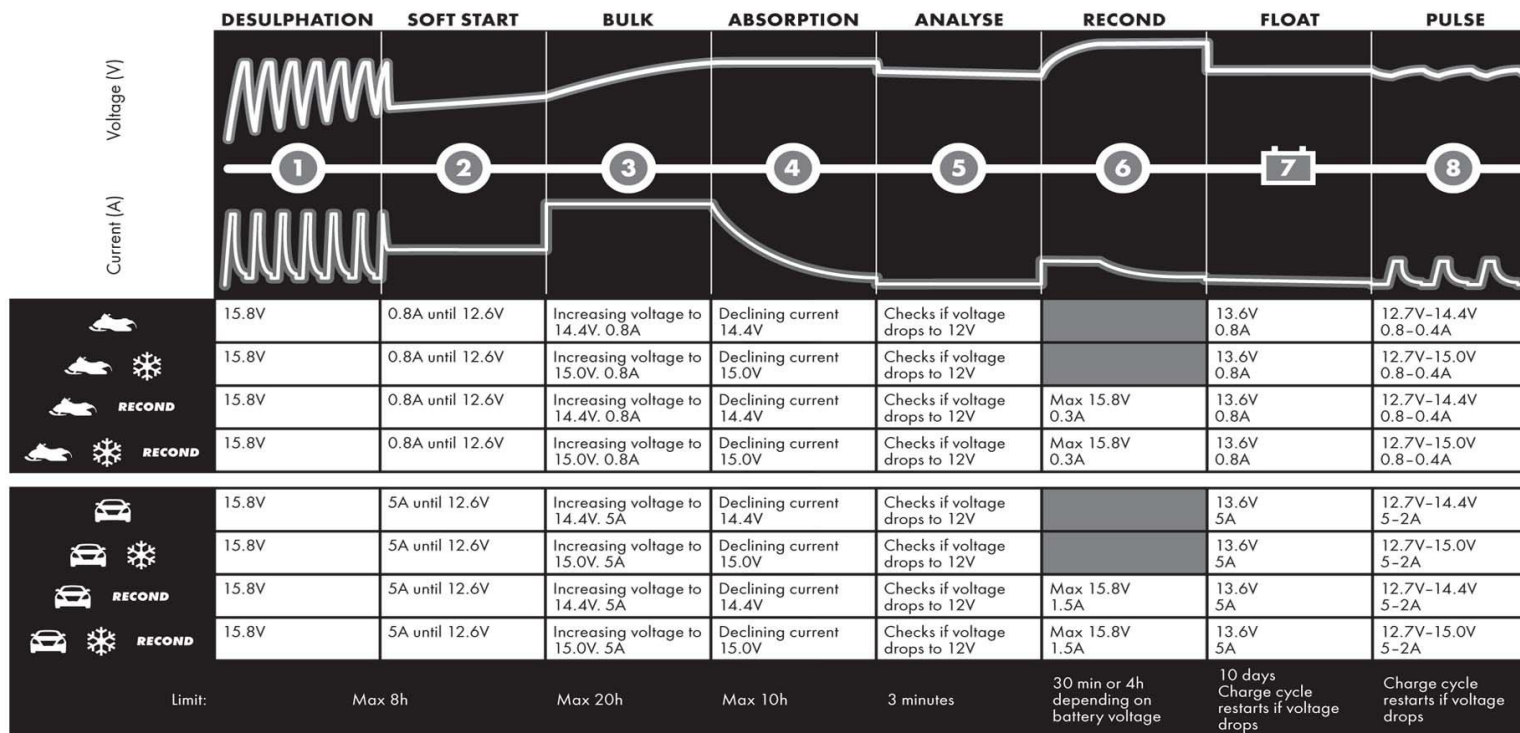 DESULPHATION SOFT START BULK ABSORPTION ANALYSE RECOND FLOAT PULSE
Voltage (V)
1 2 3 4 5 6 7 8
Current (A)
15.8V 0.8A until 12.6V Increasing voltage to Declining current Checks if voltage 13.6V 12.7V–14.4V
14.4V. 0.8A 14.4V drops to 12V 0.8A 0.8–0.4A
15.8V 0.8A until 12.6V Increasing voltage to Declining current Checks if voltage 13.6V 12.7V–15.0V
15.0V. 0.8A 15.0V drops to 12V 0.8A 0.8–0.4A
RECOND 15.8V 0.8A until 12.6V Increasing voltage to Declining current Checks if voltage Max 15.8V 13.6V 12.7V–14.4V
14.4V. 0.8A 14.4V drops to 12V 0.3A 0.8A 0.8–0.4A
RECOND 15.8V 0.8A until 12.6V Increasing voltage to Declining current Checks if voltage Max 15.8V 13.6V 12.7V–15.0V
15.0V. 0.8A 15.0V drops to 12V 0.3A 0.8A 0.8–0.4A
15.8V 5A until 12.6V Increasing voltage to Declining current Checks if voltage 13.6V 12.7V–14.4V
14.4V. 5A 14.4V drops to 12V 5A 5–2A
15.8V 5A until 12.6V Increasing voltage to Declining current Checks if voltage 13.6V 12.7V–15.0V
15.0V. 5A 15.0V drops to 12V 5A 5–2A
RECOND 15.8V 5A until 12.6V Increasing voltage to Declining current Checks if voltage Max 15.8V 13.6V 12.7V–14.4V
14.4V. 5A 14.4V drops to 12V 1.5A 5A 5–2A
RECOND 15.8V 5A until 12.6V Increasing voltage to Declining current Checks if voltage Max 15.8V 13.6V 12.7V–15.0V
15.0V. 5A 15.0V drops to 12V 1.5A 5A 5–2A
Limit: Max 8h Max 20h Max 10h 3 minutes
30 min or 4h
depending on
battery voltage
10 days
Charge cycle
restarts if voltage
drops
Charge cycle
restarts if voltage
drops